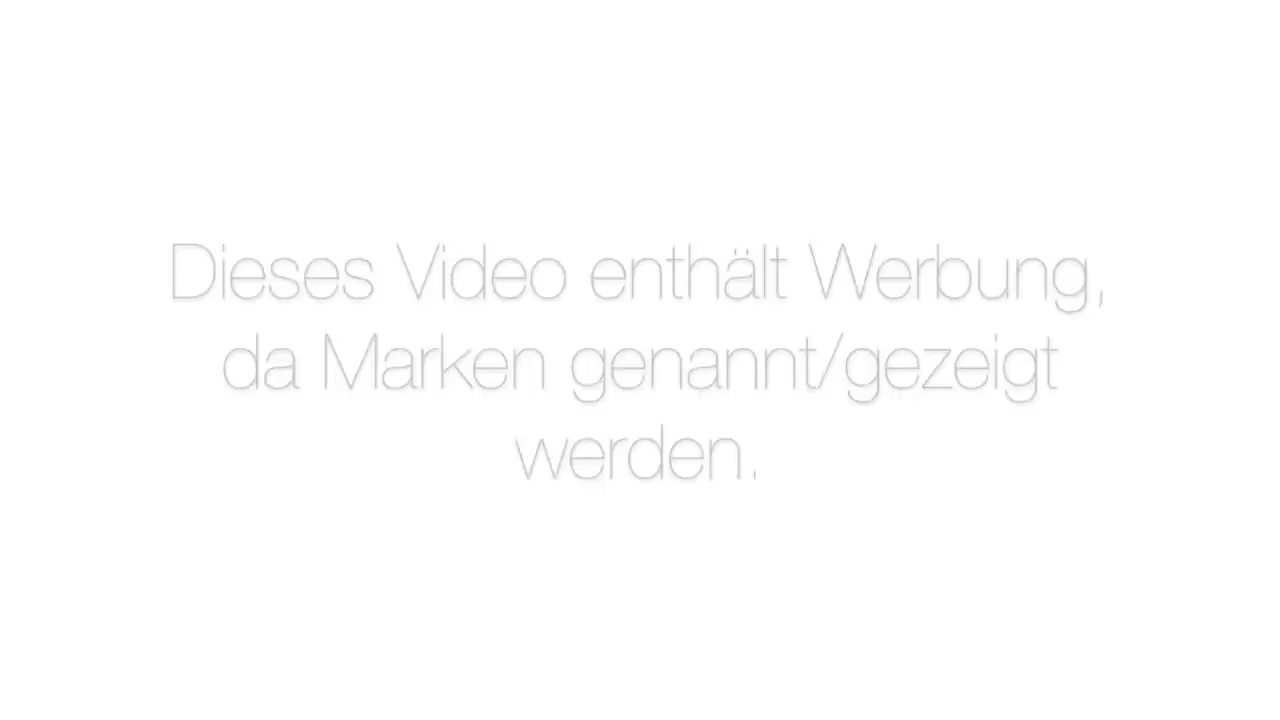 Dieses Video enthält Werbung,
da Marken genannt/gezeigt
werden.